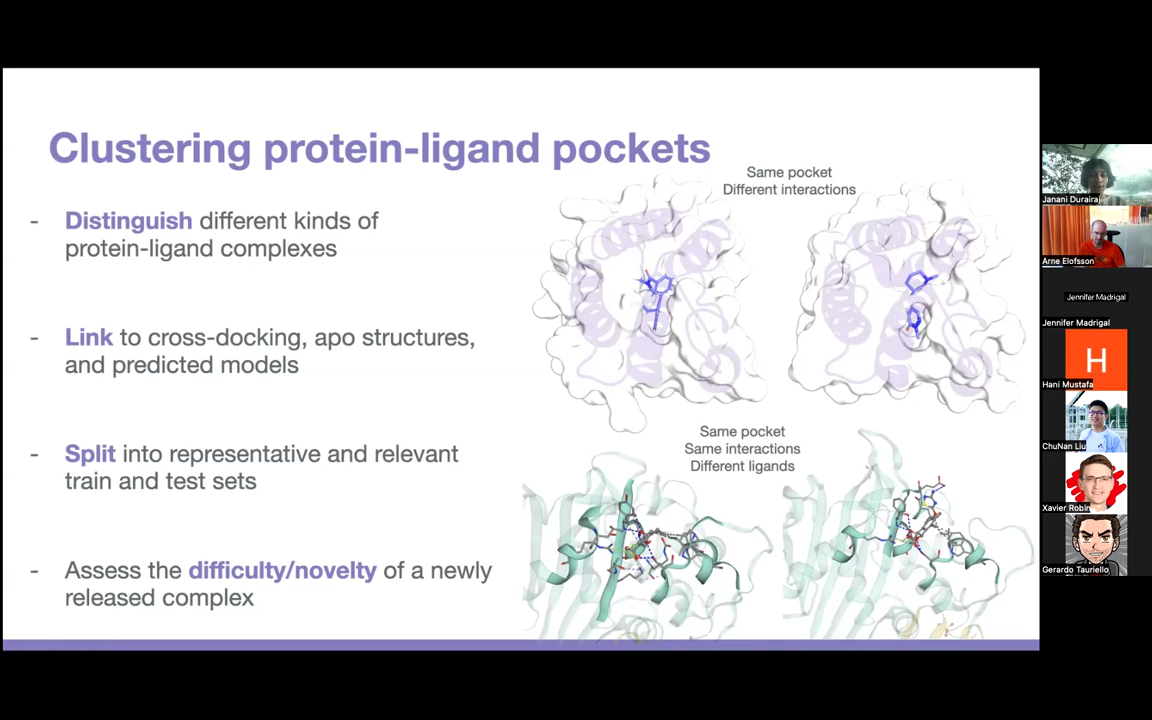 Clustering protein-ligand pockets
- Distinguish different kinds of
protein-ligand complexes
- Link to cross-docking, apo structures,
and predicted models
- Split into representative and relevant
train and test sets
- Assess the difficulty/novelty of a newly
released complex
Same pocket
Different interactions
Same pocket
Same interactions
Different ligands
Janani Durairaj
Arne Elofsson
Jennifer Madrigal
Jennifer Madrigal
H
Hani Mustafa
ChuNan Liu
Xavier Robin
Gerardo Tauriello